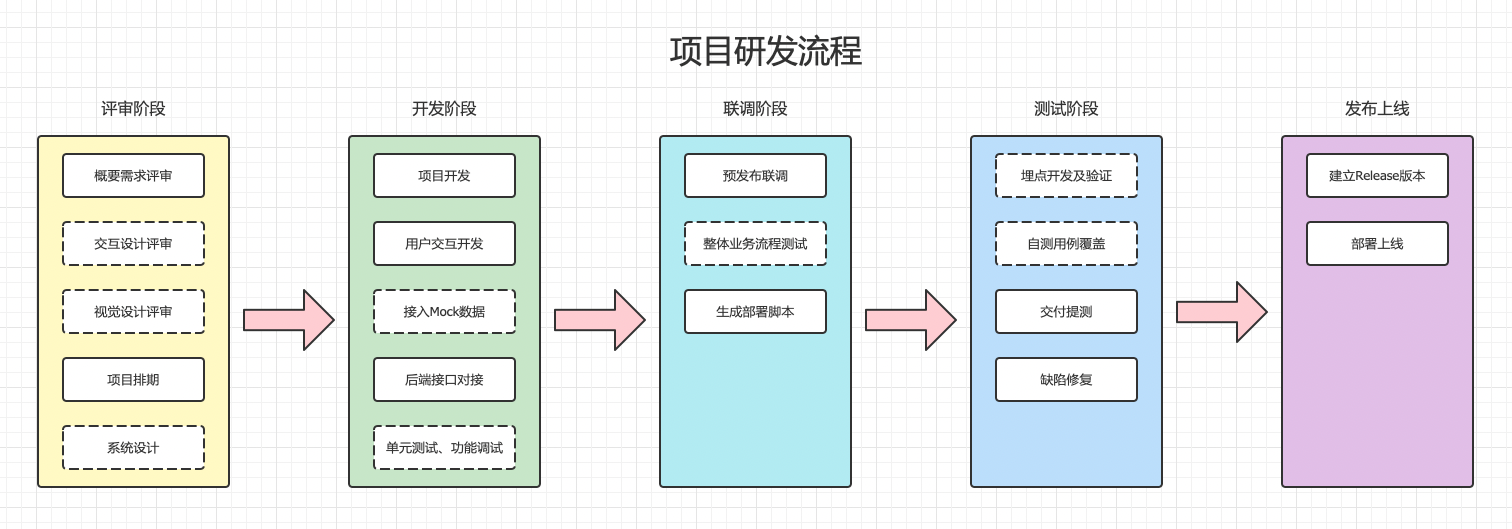 项目研发流程
评审阶段
概要需求评审
交互设计评审
视觉设计评审
项目排期
系统设计
开发阶段
项目开发
用户交互开发
接入Mock数据
后端接口对接
单元测试、功能调试
联调阶段
预发布联调
整体业务流程测试
生成部署脚本
测试阶段
埋点开发及验证
自测用例覆盖
交付提测
缺陷修复
发布上线
建立Release版本
部署上线